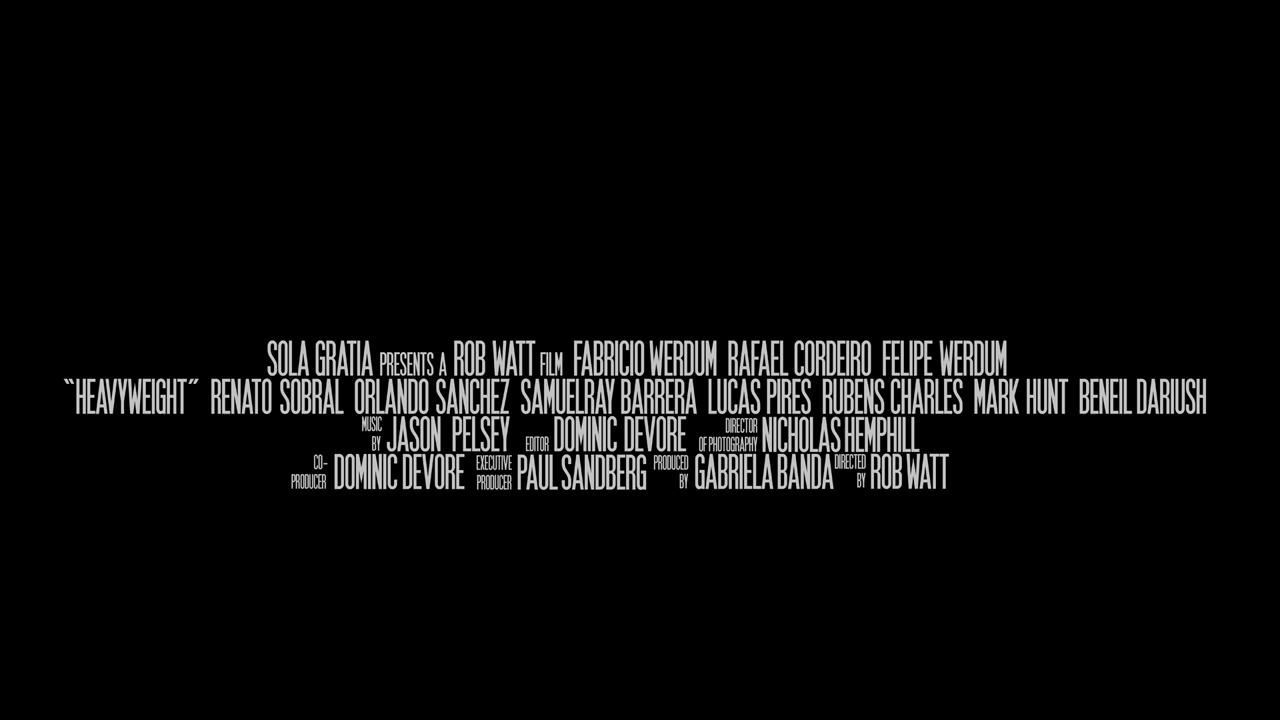 SOLA GRATIA PRESENTS A ROB WATT FILM FABRICIO WERDUM RAFAEL CORDEIRO FELIPE WERDUM
“HEAVYWEIGHT” RENATO SOBRAL ORLANDO SANCHEZ SAMUELRAY BARRERA LUCAS PIRES RUBENS CHARLES MARK HUNT BENEIL DARIUSH
MUSIC BY JASON PELSEY EDITOR DOMINIC DEVORE DIRECTOR OF PHOTOGRAPHY NICHOLAS HEMPHILL
CO-PRODUCER DOMINIC DEVORE EXECUTIVE PRODUCER PAUL SANDBERG PRODUCED BY GABRIELA BANDA DIRECTED BY ROB WATT